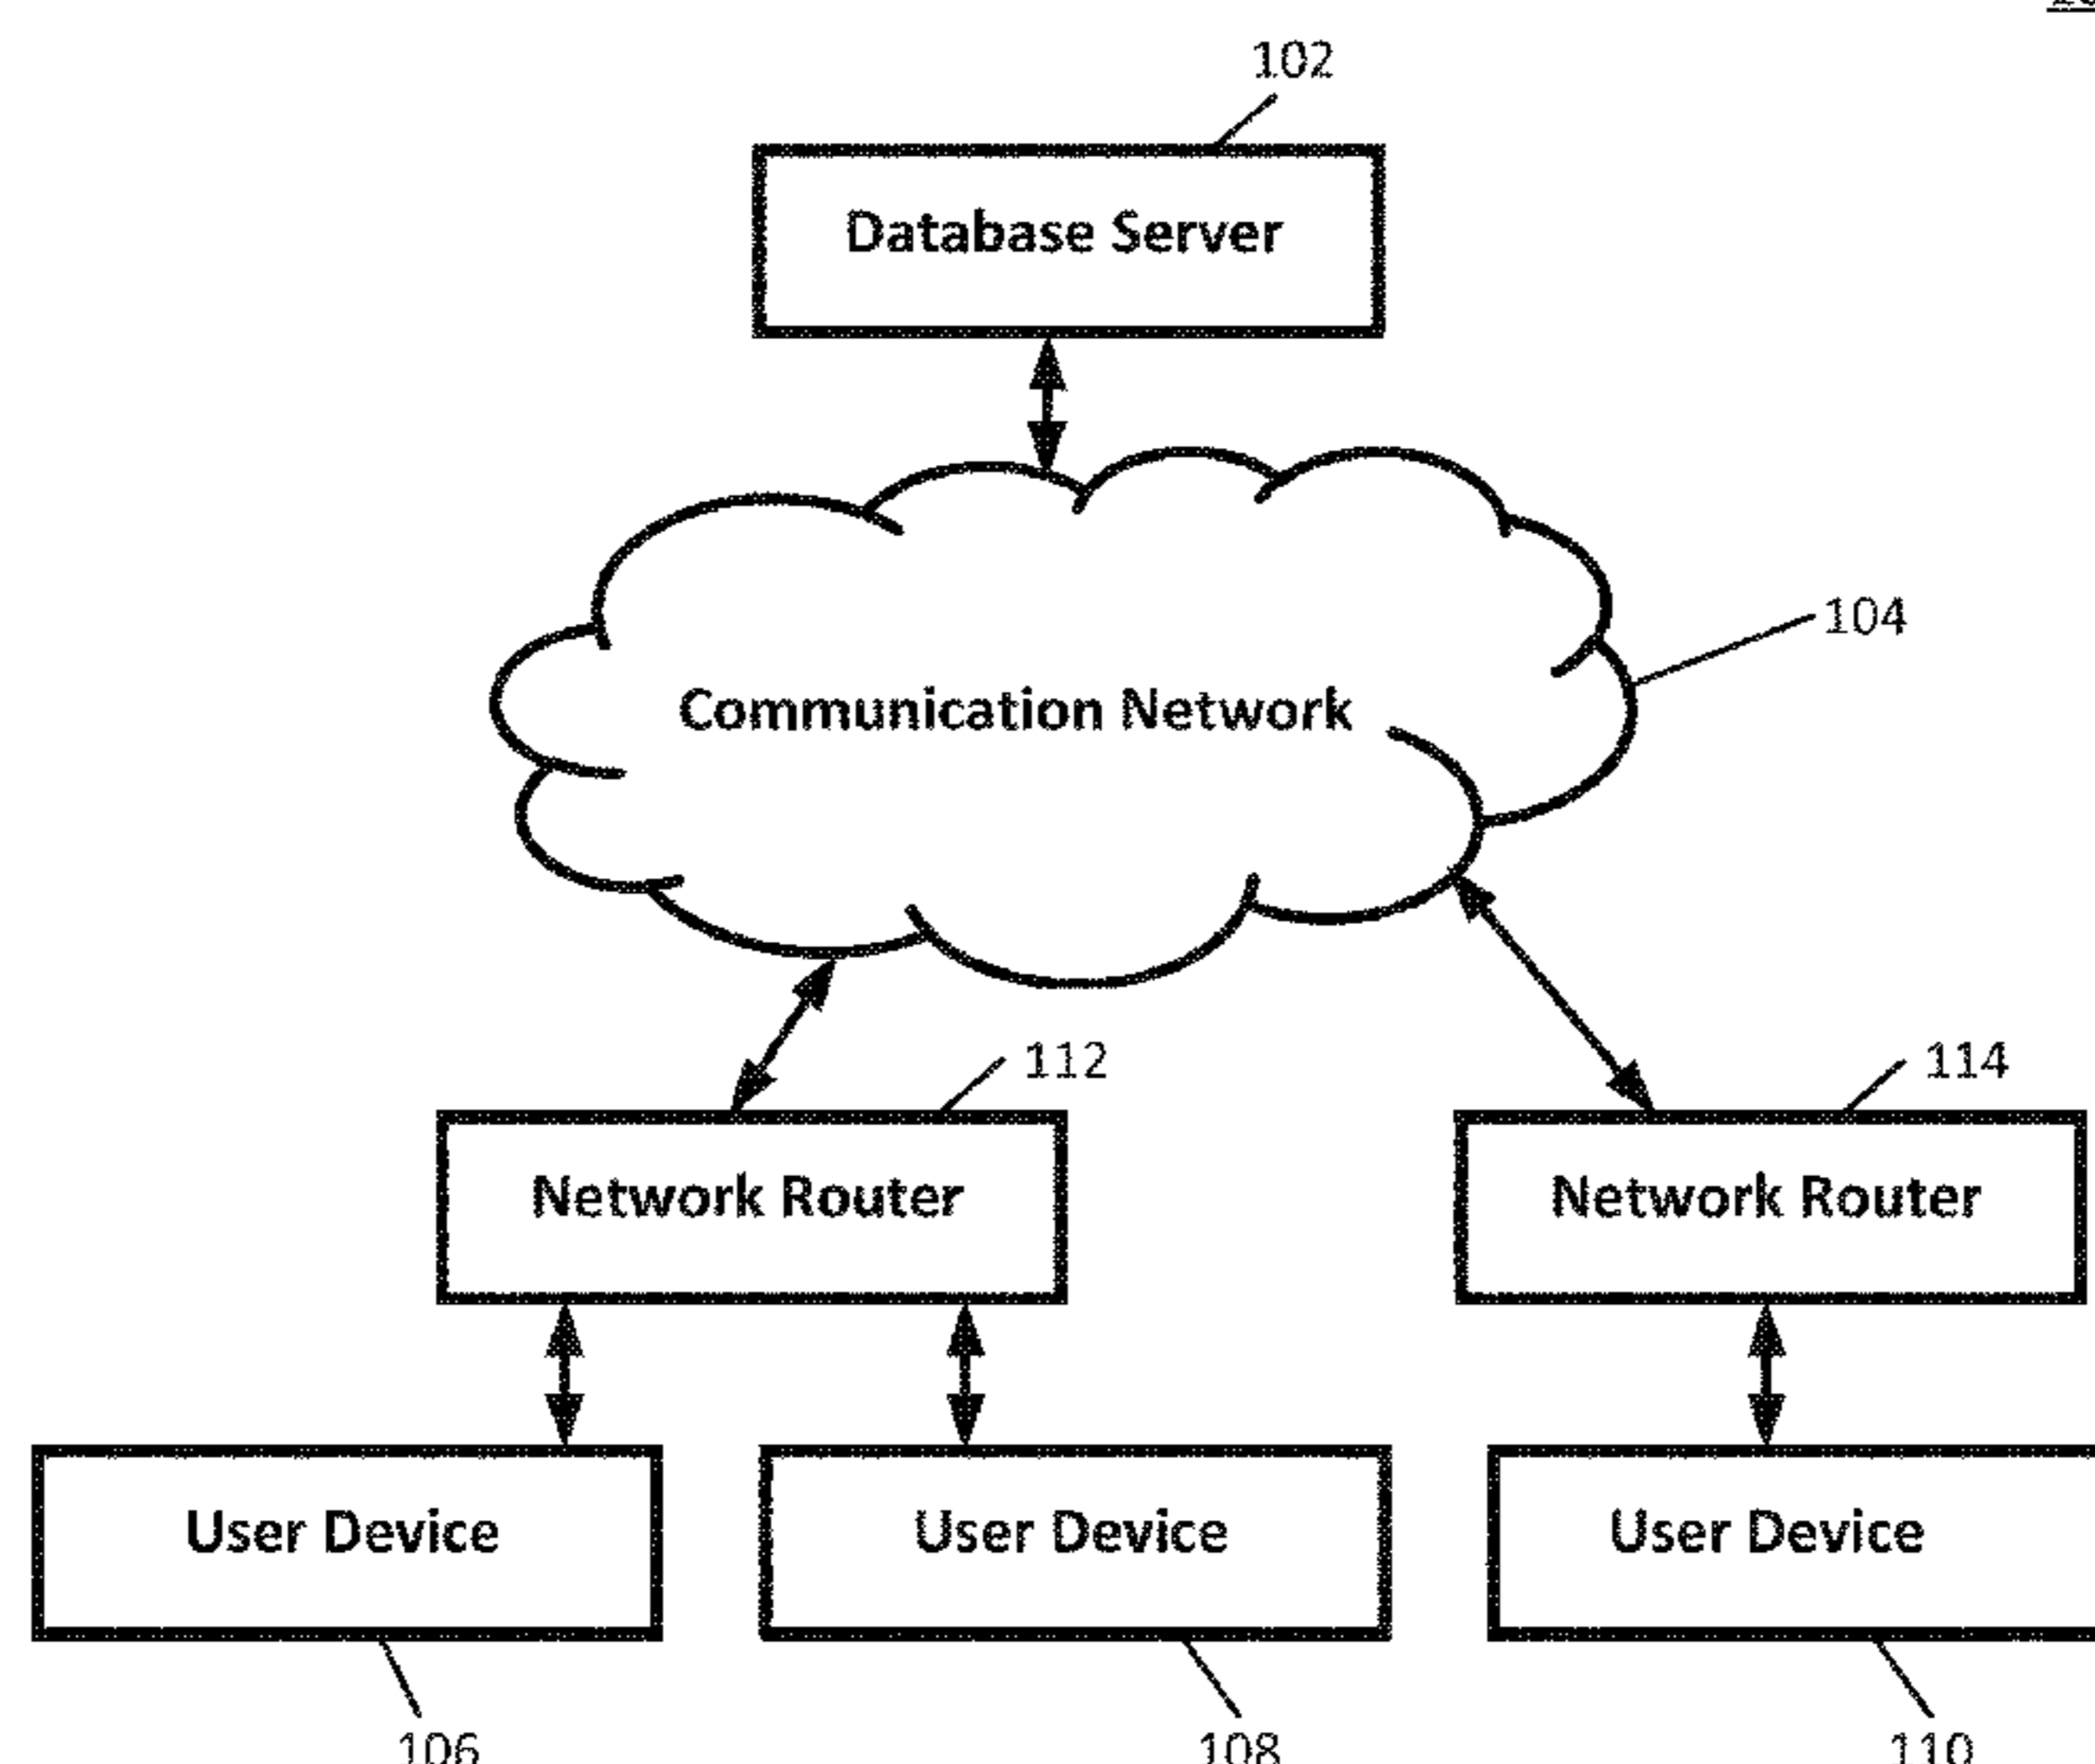 102
Database Server
104
Communication Network
112
114
Network Router
Network Router
User Device
User Device
User Device
106
108
110